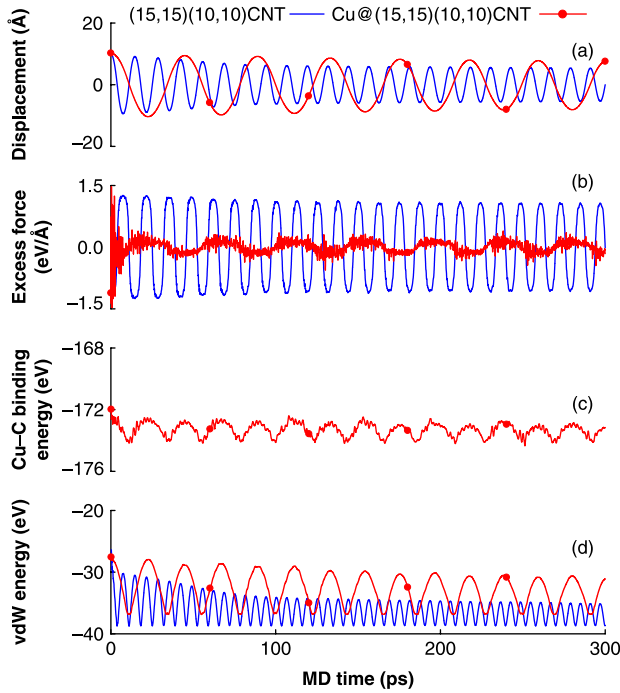 (15,15)(10,10)CNT Cu@(15,15)(10,10)CNT
Displacement (Å)
20
0
−20
(a)
Excess force
(eV/Å)
1.5
0.0
−1.5
(b)
Cu–C binding
energy (eV)
−168
−172
−176
(c)
vdW energy (eV)
−20
−30
−40
(d)
0 100 200 300
MD time (ps)